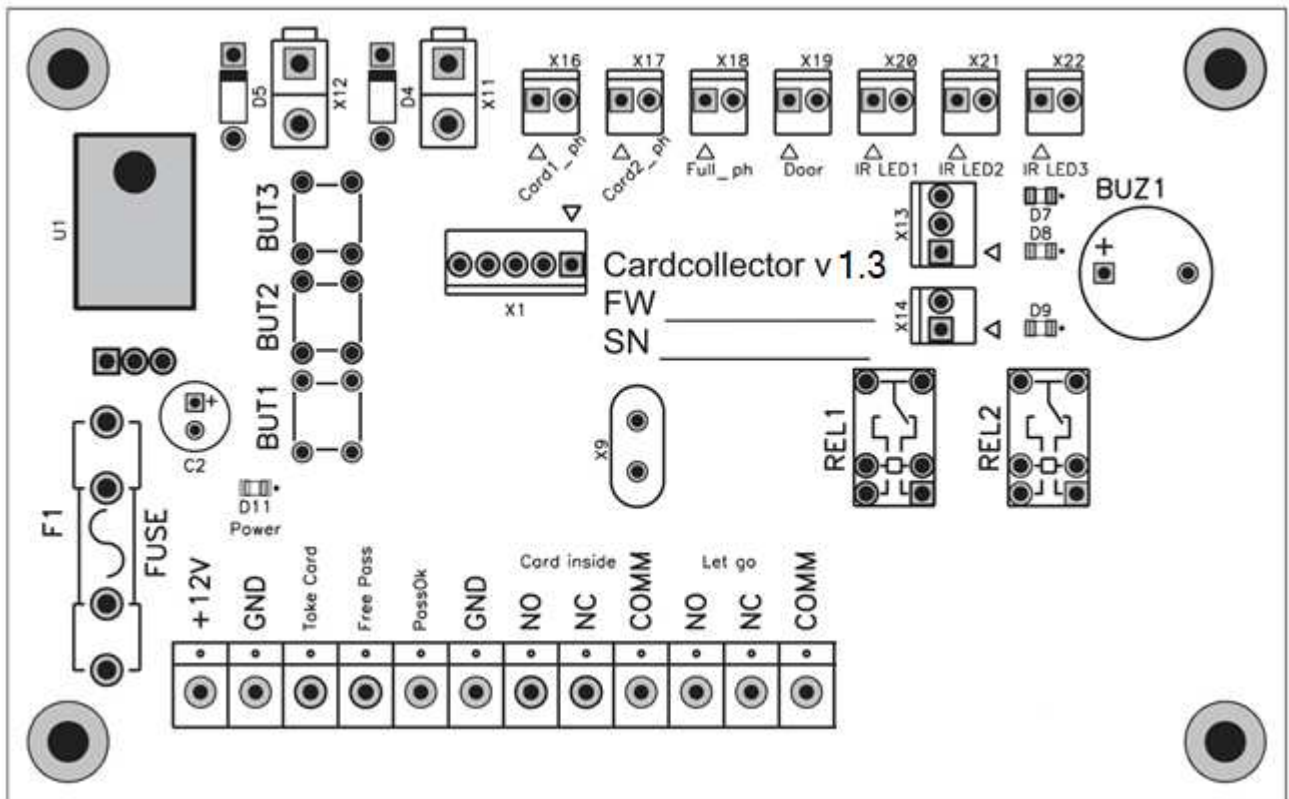 X16 X17 X18 X19 X20 X21 X22
D5 X12 D4 X11
Card1_ph Card2_ph Full_ph Door IR LED1 IR LED2 IR LED3
U1
BUT3
X13
D7
D8
BUZ1
+
Cardcollector v 1.3
X1
FW
BUT2
X14
D9
SN
BUT1
+
C2
X9
REL1
REL2
D11
Power
F1
FUSE
Card inside Let go
+12V GND Take Card Free Pass PassOk GND NO NC COMM NO NC COMM